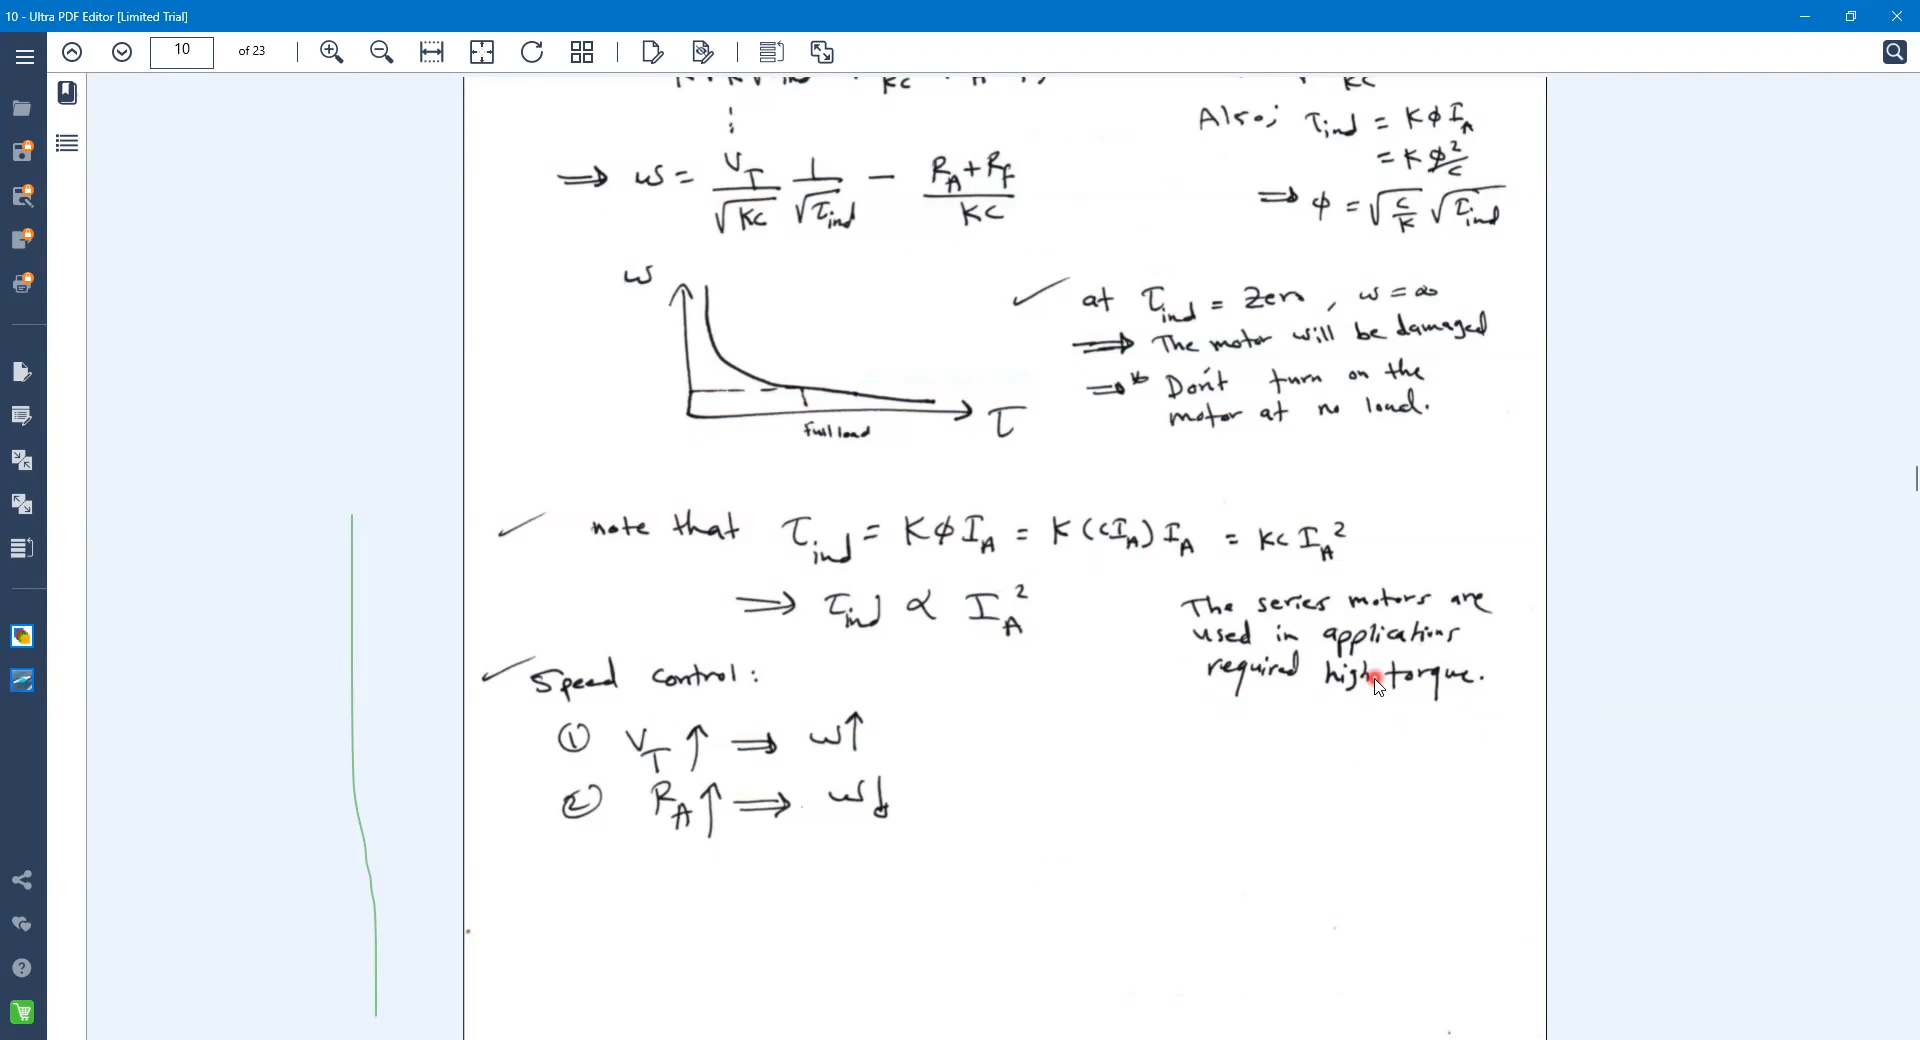 10 - Ultra PDF Editor [Limited Trial]
10 of 23
Also; τind = KφIA
= K φ²/c
⟹ ω = VT/√Kc 1/√τind − RA+Rf/Kc
⟹ φ = √c/K √τind
ω
✓ at τind = Zero, ω = ∞
⟹ The motor will be damaged
⟹* Don't turn on the
motor at no load.
τ
Full load
✓ note that τind = KφIA = K(cIA)IA = Kc IA²
⟹ τind ∝ IA²
The series motors are
used in applications
required high torque.
✓ Speed control:
① VT↑ ⟹ ω↑
② RA↑ ⟹ ω↓